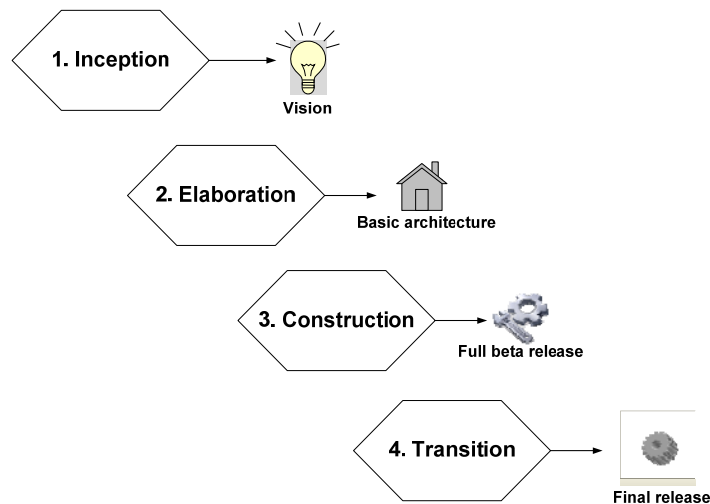 1. Inception
Vision
2. Elaboration
Basic architecture
3. Construction
Full beta release
4. Transition
Final release